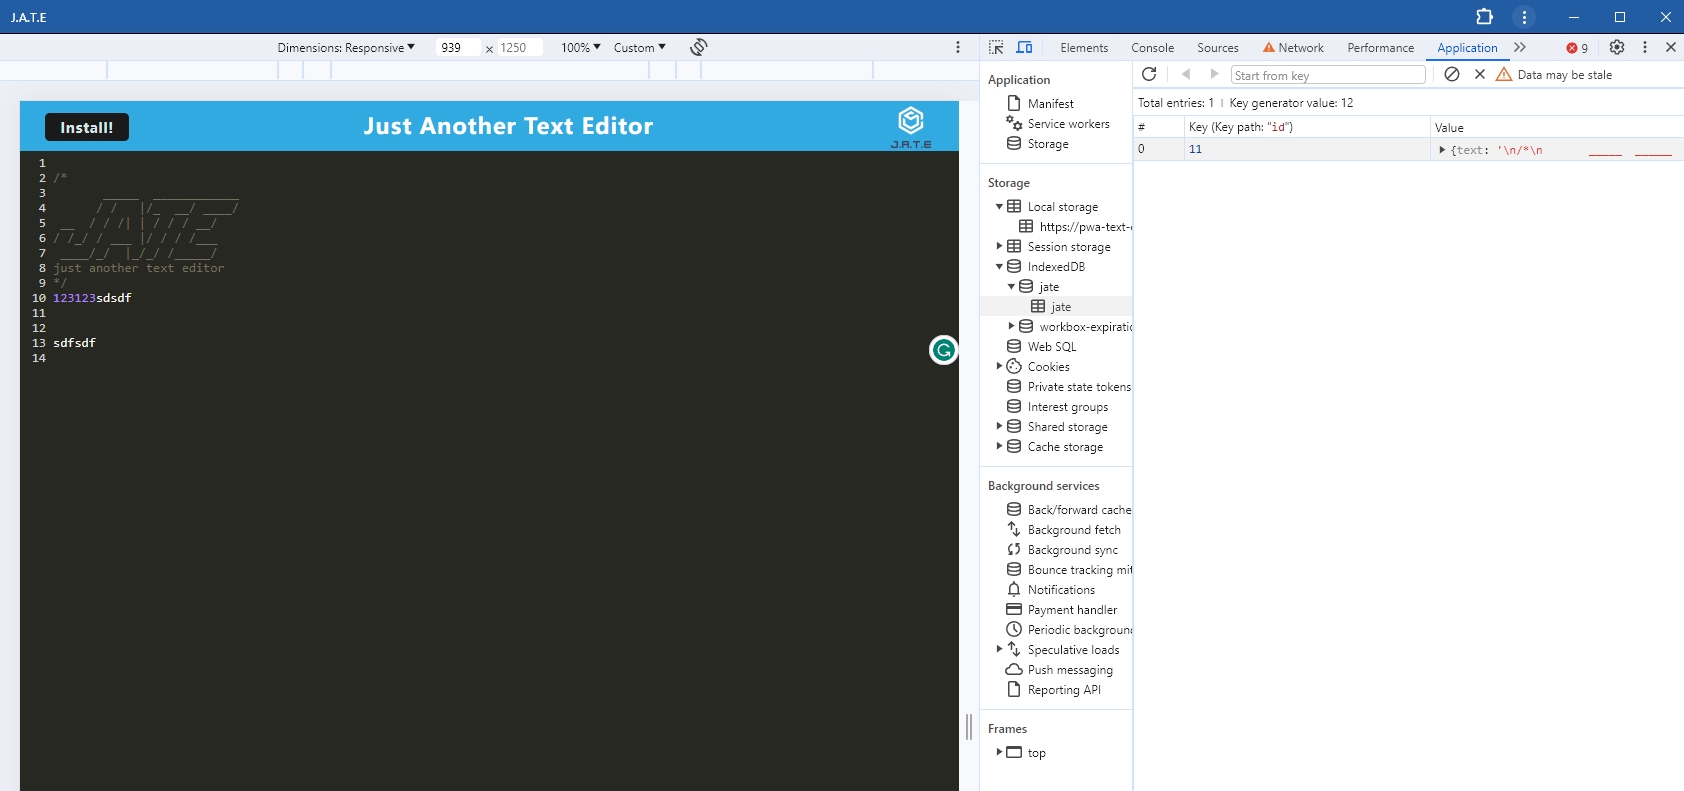 J.A.T.E
Dimensions: Responsive 939 × 1250 100% Custom
Install! Just Another Text Editor
J.A.T.E
1
2 /*
3 _____ ____________
4 / / |/_ __/ ____/
5 __ / / /| | / / / __/
6 / /_/ / ___ |/ / / /___
7 ____/_/ |_/_/ /_____/
8 just another text editor
9 */
10 123123sdsdf
11
12
13 sdfsdf
14
Elements Console Sources Network Performance Application 9
Application
Manifest
Service workers
Storage
Storage
Local storage
https://pwa-text-
Session storage
IndexedDB
jate
jate
workbox-expiratic
Web SQL
Cookies
Private state tokens
Interest groups
Shared storage
Cache storage
Background services
Back/forward cache
Background fetch
Background sync
Bounce tracking mit
Notifications
Payment handler
Periodic background
Speculative loads
Push messaging
Reporting API
Frames
top
Start from key Data may be stale
Total entries: 1 Key generator value: 12
# Key (Key path: "id") Value
0 11 {text: '\n/*\n _____ ______